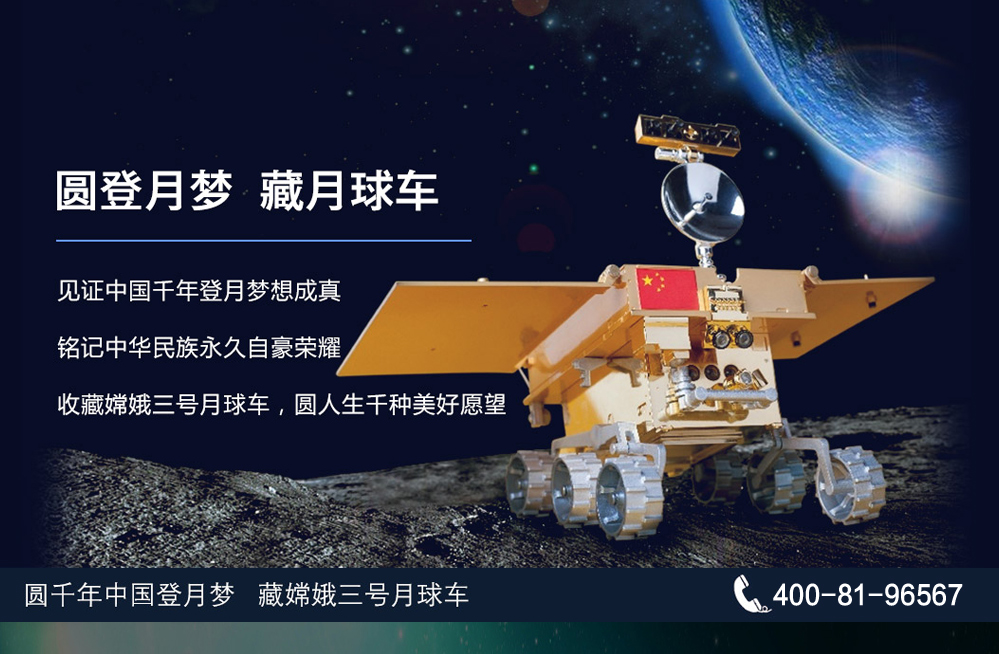 圆登月梦 藏月球车
见证中国千年登月梦想成真
铭记中华民族永久自豪荣耀
收藏嫦娥三号月球车，圆人生千种美好愿望
圆千年中国登月梦 藏嫦娥三号月球车
400-81-96567